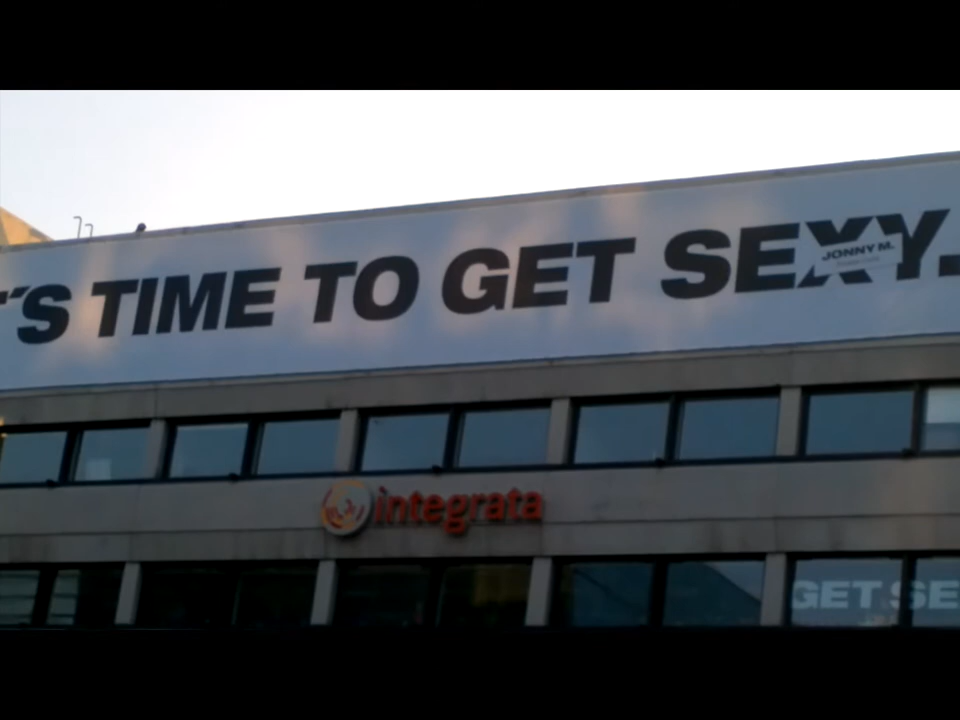 'S TIME TO GET SEXY.
JONNY M.
integrata
GET SE